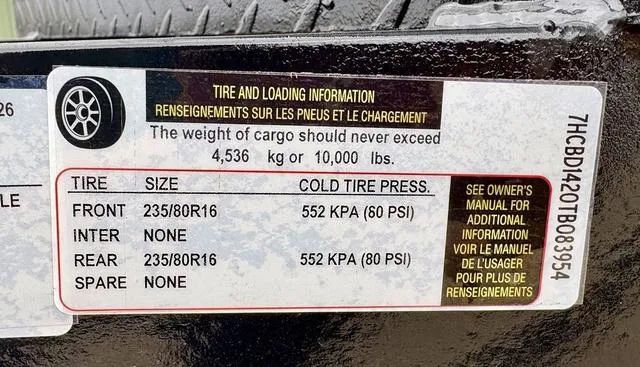 26
LE
TIRE AND LOADING INFORMATION
RENSEIGNEMENTS SUR LES PNEUS ET LE CHARGEMENT
The weight of cargo should never exceed
4,536 kg or 10,000 lbs.
TIRE SIZE COLD TIRE PRESS.
FRONT 235/80R16 552 KPA (80 PSI)
INTER NONE
REAR 235/80R16 552 KPA (80 PSI)
SPARE NONE
SEE OWNER'S
MANUAL FOR
ADDITIONAL
INFORMATION
VOIR LE MANUEL
DE L'USAGER
POUR PLUS DE
RENSEIGNEMENTS
7HCBD1420TB083954